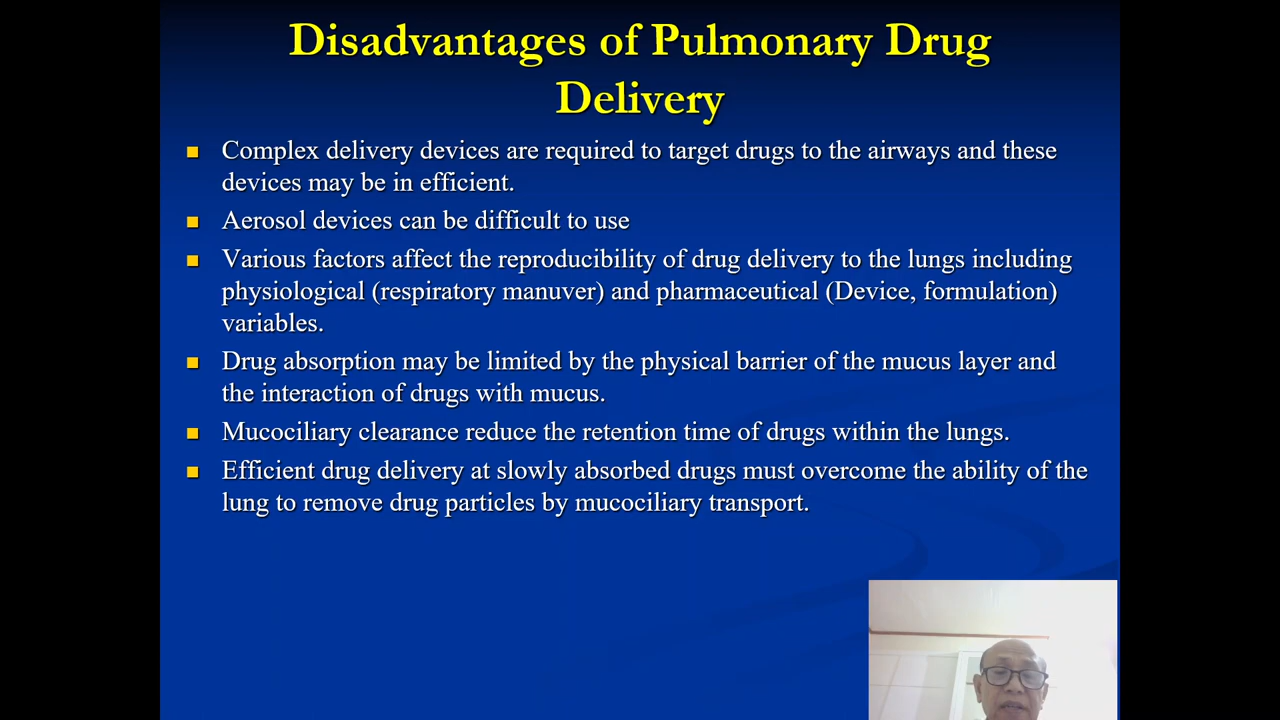 Disadvantages of Pulmonary Drug
Delivery
Complex delivery devices are required to target drugs to the airways and these
devices may be in efficient.
Aerosol devices can be difficult to use
Various factors affect the reproducibility of drug delivery to the lungs including
physiological (respiratory manuver) and pharmaceutical (Device, formulation)
variables.
Drug absorption may be limited by the physical barrier of the mucus layer and
the interaction of drugs with mucus.
Mucociliary clearance reduce the retention time of drugs within the lungs.
Efficient drug delivery at slowly absorbed drugs must overcome the ability of the
lung to remove drug particles by mucociliary transport.